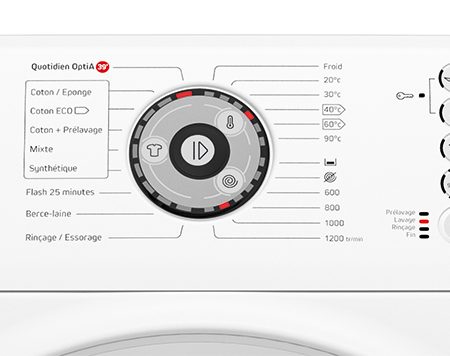 Quotidien OptiA 39'
Coton / Eponge
Coton ECO
Coton + Prélavage
Mixte
Synthétique
Flash 25 minutes
Berce-laine
Rinçage / Essorage
Froid
20°c
30°c
40°c
60°c
90°c
600
800
1000
1200 tr/min
Prélavage
Lavage
Rinçage
Fin